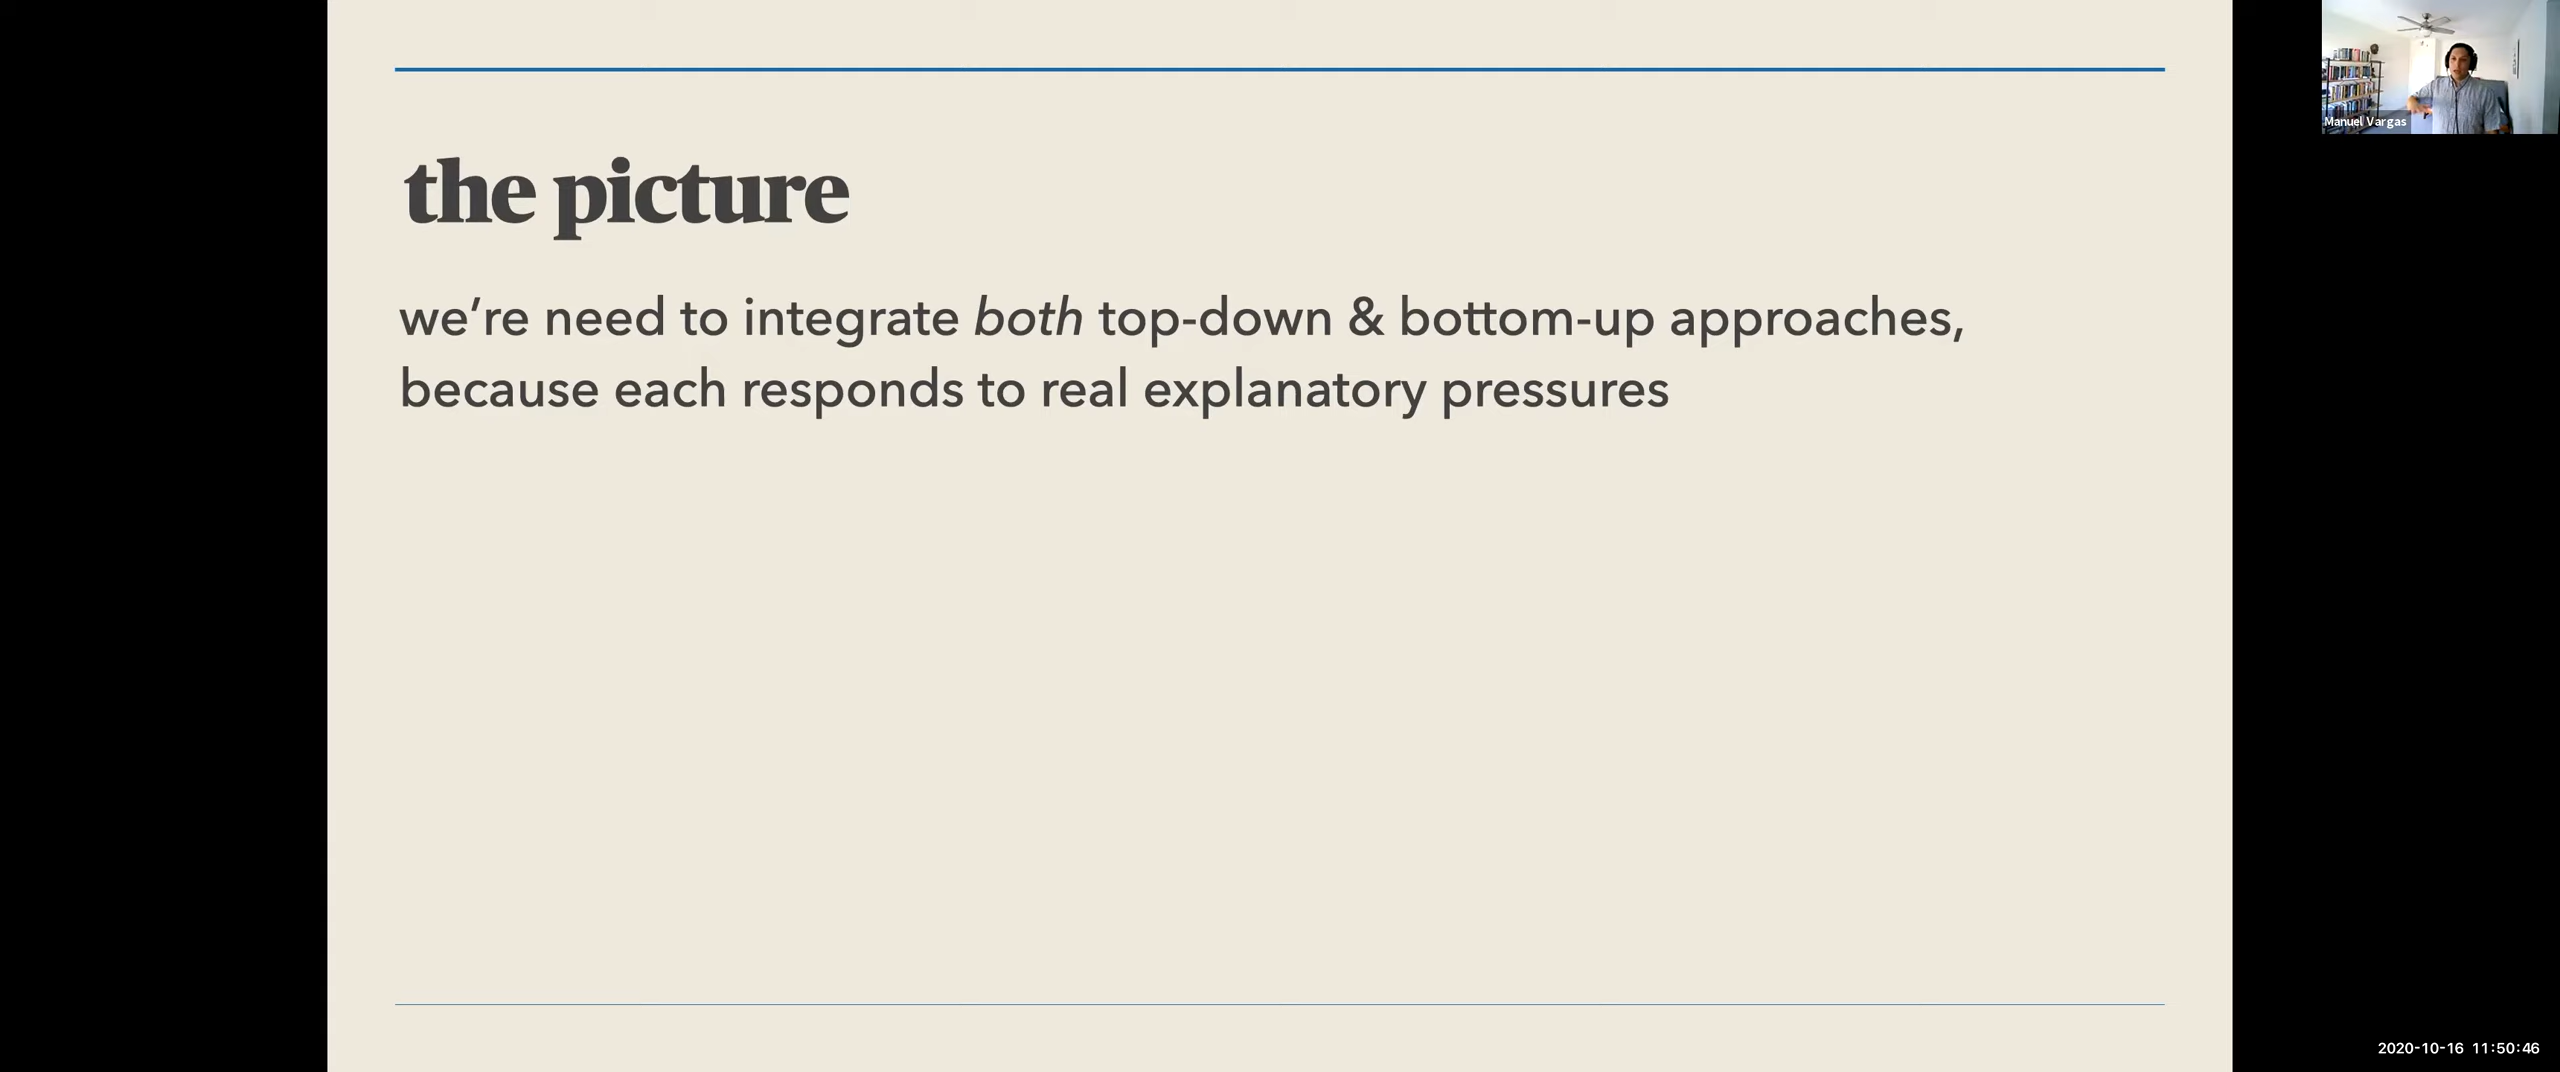 the picture
we’re need to integrate both top-down & bottom-up approaches,
because each responds to real explanatory pressures
Manuel Vargas
2020-10-16 11:50:46